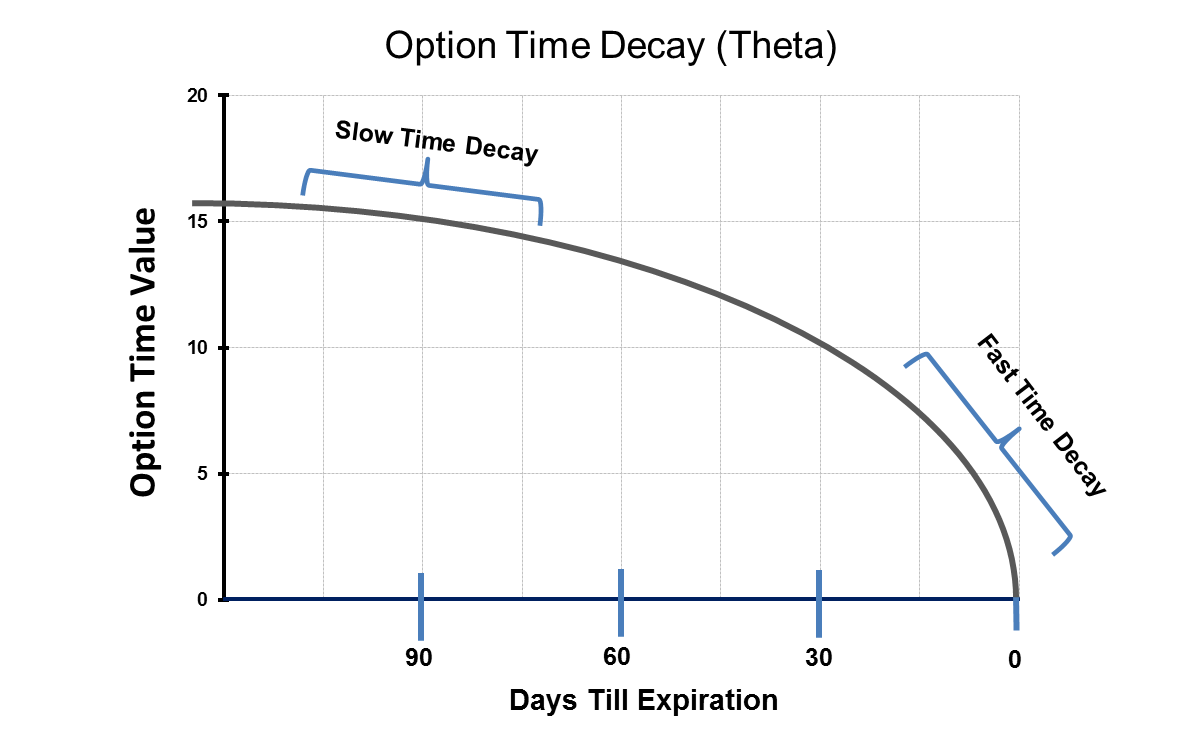 Option Time Decay (Theta)
20
Slow Time Decay
15
Option Time Value
10
Fast Time Decay
5
0
90
60
30
0
Days Till Expiration